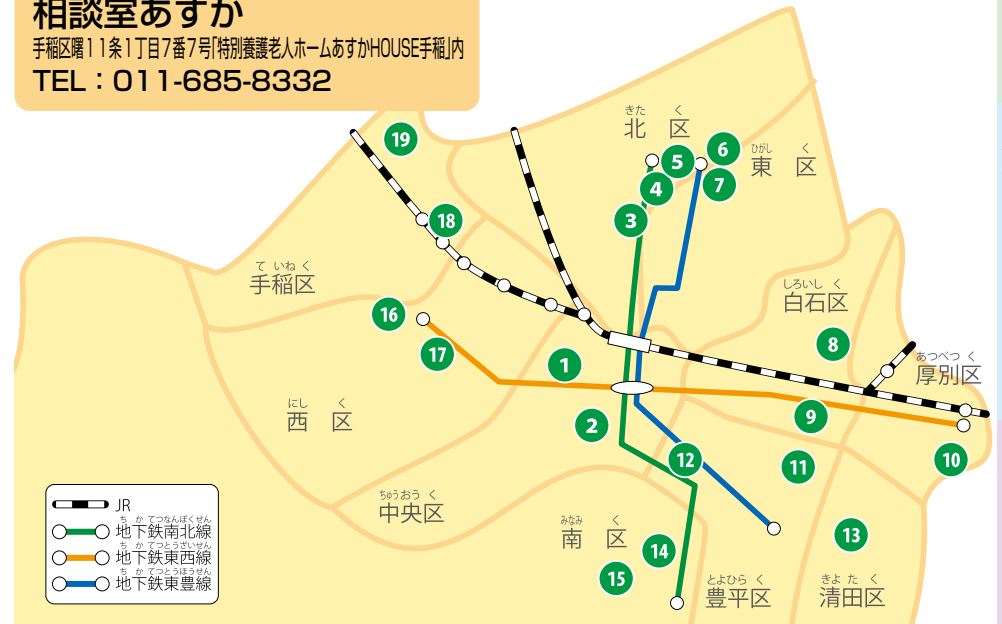 相談室あすか
手稲区曙11条1丁目7番7号「特別養護老人ホームあすかHOUSE手稲」内
TEL：011-685-8332
19
きた く
北 区
6
5
ひがし く
東 区
7
4
3
18
て いね く
手稲区
しろいし く
白石区
16
8
17
1
あつべつ く
厚別区
にし く
西 区
2
9
12
11
10
ちゅうおう く
中央区
みなみ く
南 区
13
14
15
とよひら く
豊平区
きよ た く
清田区
JR
ち か てつなんぼくせん
地下鉄南北線
ち か てつとうざいせん
地下鉄東西線
ち か てつとうほうせん
地下鉄東豊線